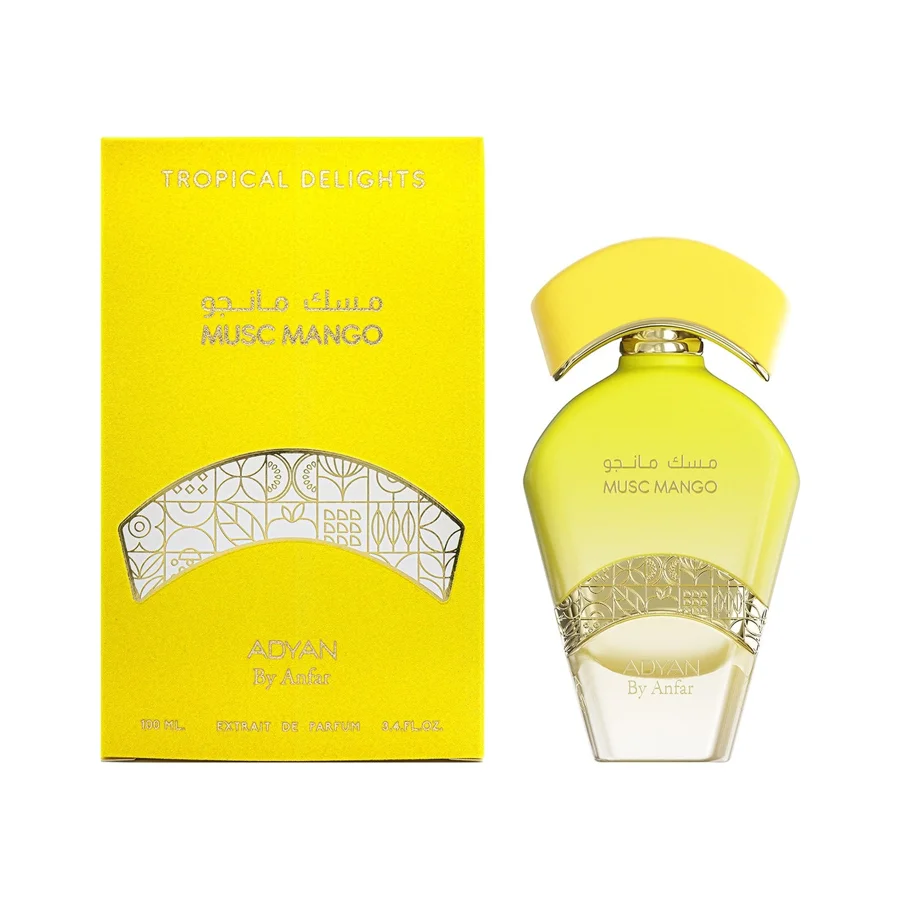 TROPICAL DELIGHTS
مسك مانجو
MUSC MANGO
ADYAN
By Anfar
100 ML. EXTRAIT DE PARFUM 3.4.FL.OZ.
مسك مانجو
MUSC MANGO
ADYAN
By Anfar